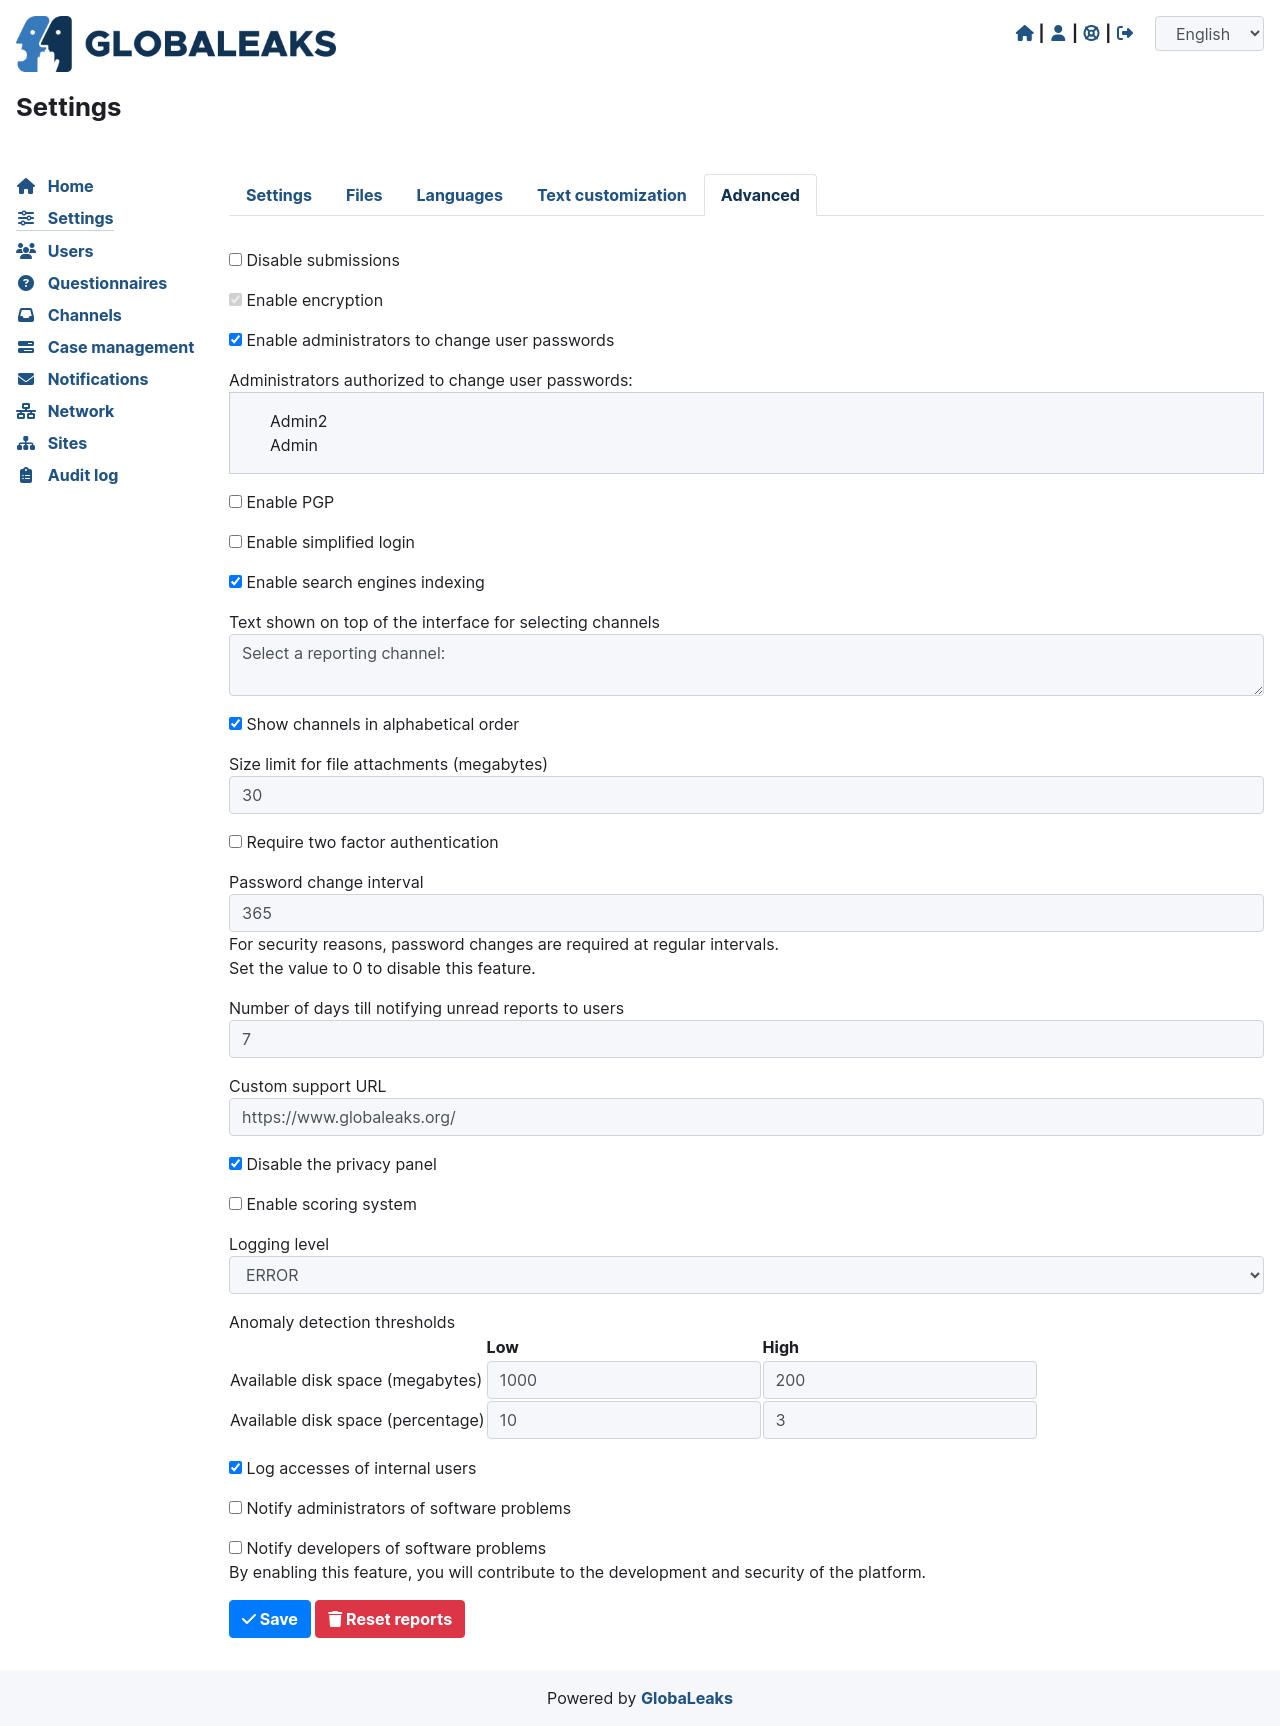 GLOBALEAKS
| | |
English
Settings
Home
Settings
Users
Questionnaires
Channels
Case management
Notifications
Network
Sites
Audit log
Settings Files Languages Text customization Advanced
Disable submissions
Enable encryption
Enable administrators to change user passwords
Administrators authorized to change user passwords:
Admin2
Admin
Enable PGP
Enable simplified login
Enable search engines indexing
Text shown on top of the interface for selecting channels
Select a reporting channel:
Show channels in alphabetical order
Size limit for file attachments (megabytes)
30
Require two factor authentication
Password change interval
365
For security reasons, password changes are required at regular intervals.
Set the value to 0 to disable this feature.
Number of days till notifying unread reports to users
7
Custom support URL
https://www.globaleaks.org/
Disable the privacy panel
Enable scoring system
Logging level
ERROR
Anomaly detection thresholds
Low High
Available disk space (megabytes) 1000 200
Available disk space (percentage) 10 3
Log accesses of internal users
Notify administrators of software problems
Notify developers of software problems
By enabling this feature, you will contribute to the development and security of the platform.
Save Reset reports
Powered by GlobaLeaks